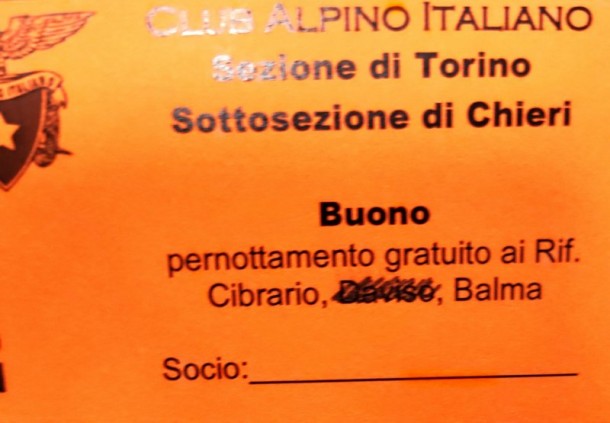 CLUB ALPINO ITALIANO
Sezione di Torino
Sottosezione di Chieri
Buono
pernottamento gratuito ai Rif.
Cibrario, Daviso, Balma
Socio: